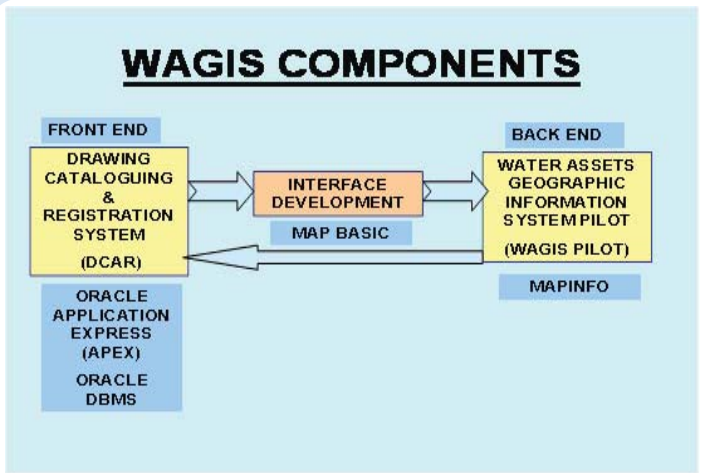 WAGIS COMPONENTS
FRONT END
DRAWING
CATALOGUING
&
REGISTRATION
SYSTEM
(DCAR)
ORACLE
APPLICATION
EXPRESS
(APEX)
ORACLE
DBMS
INTERFACE
DEVELOPMENT
MAP BASIC
BACK END
WATER ASSETS
GEOGRAPHIC
INFORMATION
SYSTEM PILOT
(WAGIS PILOT)
MAPINFO